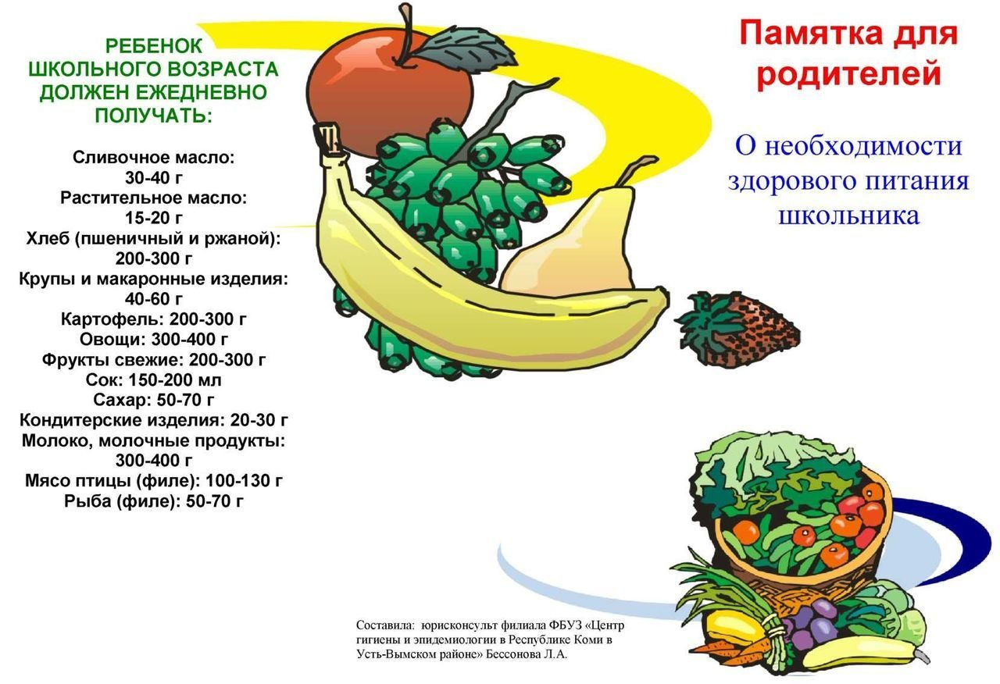 РЕБЕНОК
ШКОЛЬНОГО ВОЗРАСТА
ДОЛЖЕН ЕЖЕДНЕВНО
ПОЛУЧАТЬ:
Сливочное масло:
30-40 г
Растительное масло:
15-20 г
Хлеб (пшеничный и ржаной):
200-300 г
Крупы и макаронные изделия:
40-60 г
Картофель: 200-300 г
Овощи: 300-400 г
Фрукты свежие: 200-300 г
Сок: 150-200 мл
Сахар: 50-70 г
Кондитерские изделия: 20-30 г
Молоко, молочные продукты:
300-400 г
Мясо птицы (филе): 100-130 г
Рыба (филе): 50-70 г
Составила: юрисконсульт филиала ФБУЗ «Центр
гигиены и эпидемиологии в Республике Коми в
Усть-Вымском районе» Бессонова Л.А.
Памятка для
родителей
О необходимости
здорового питания
школьника